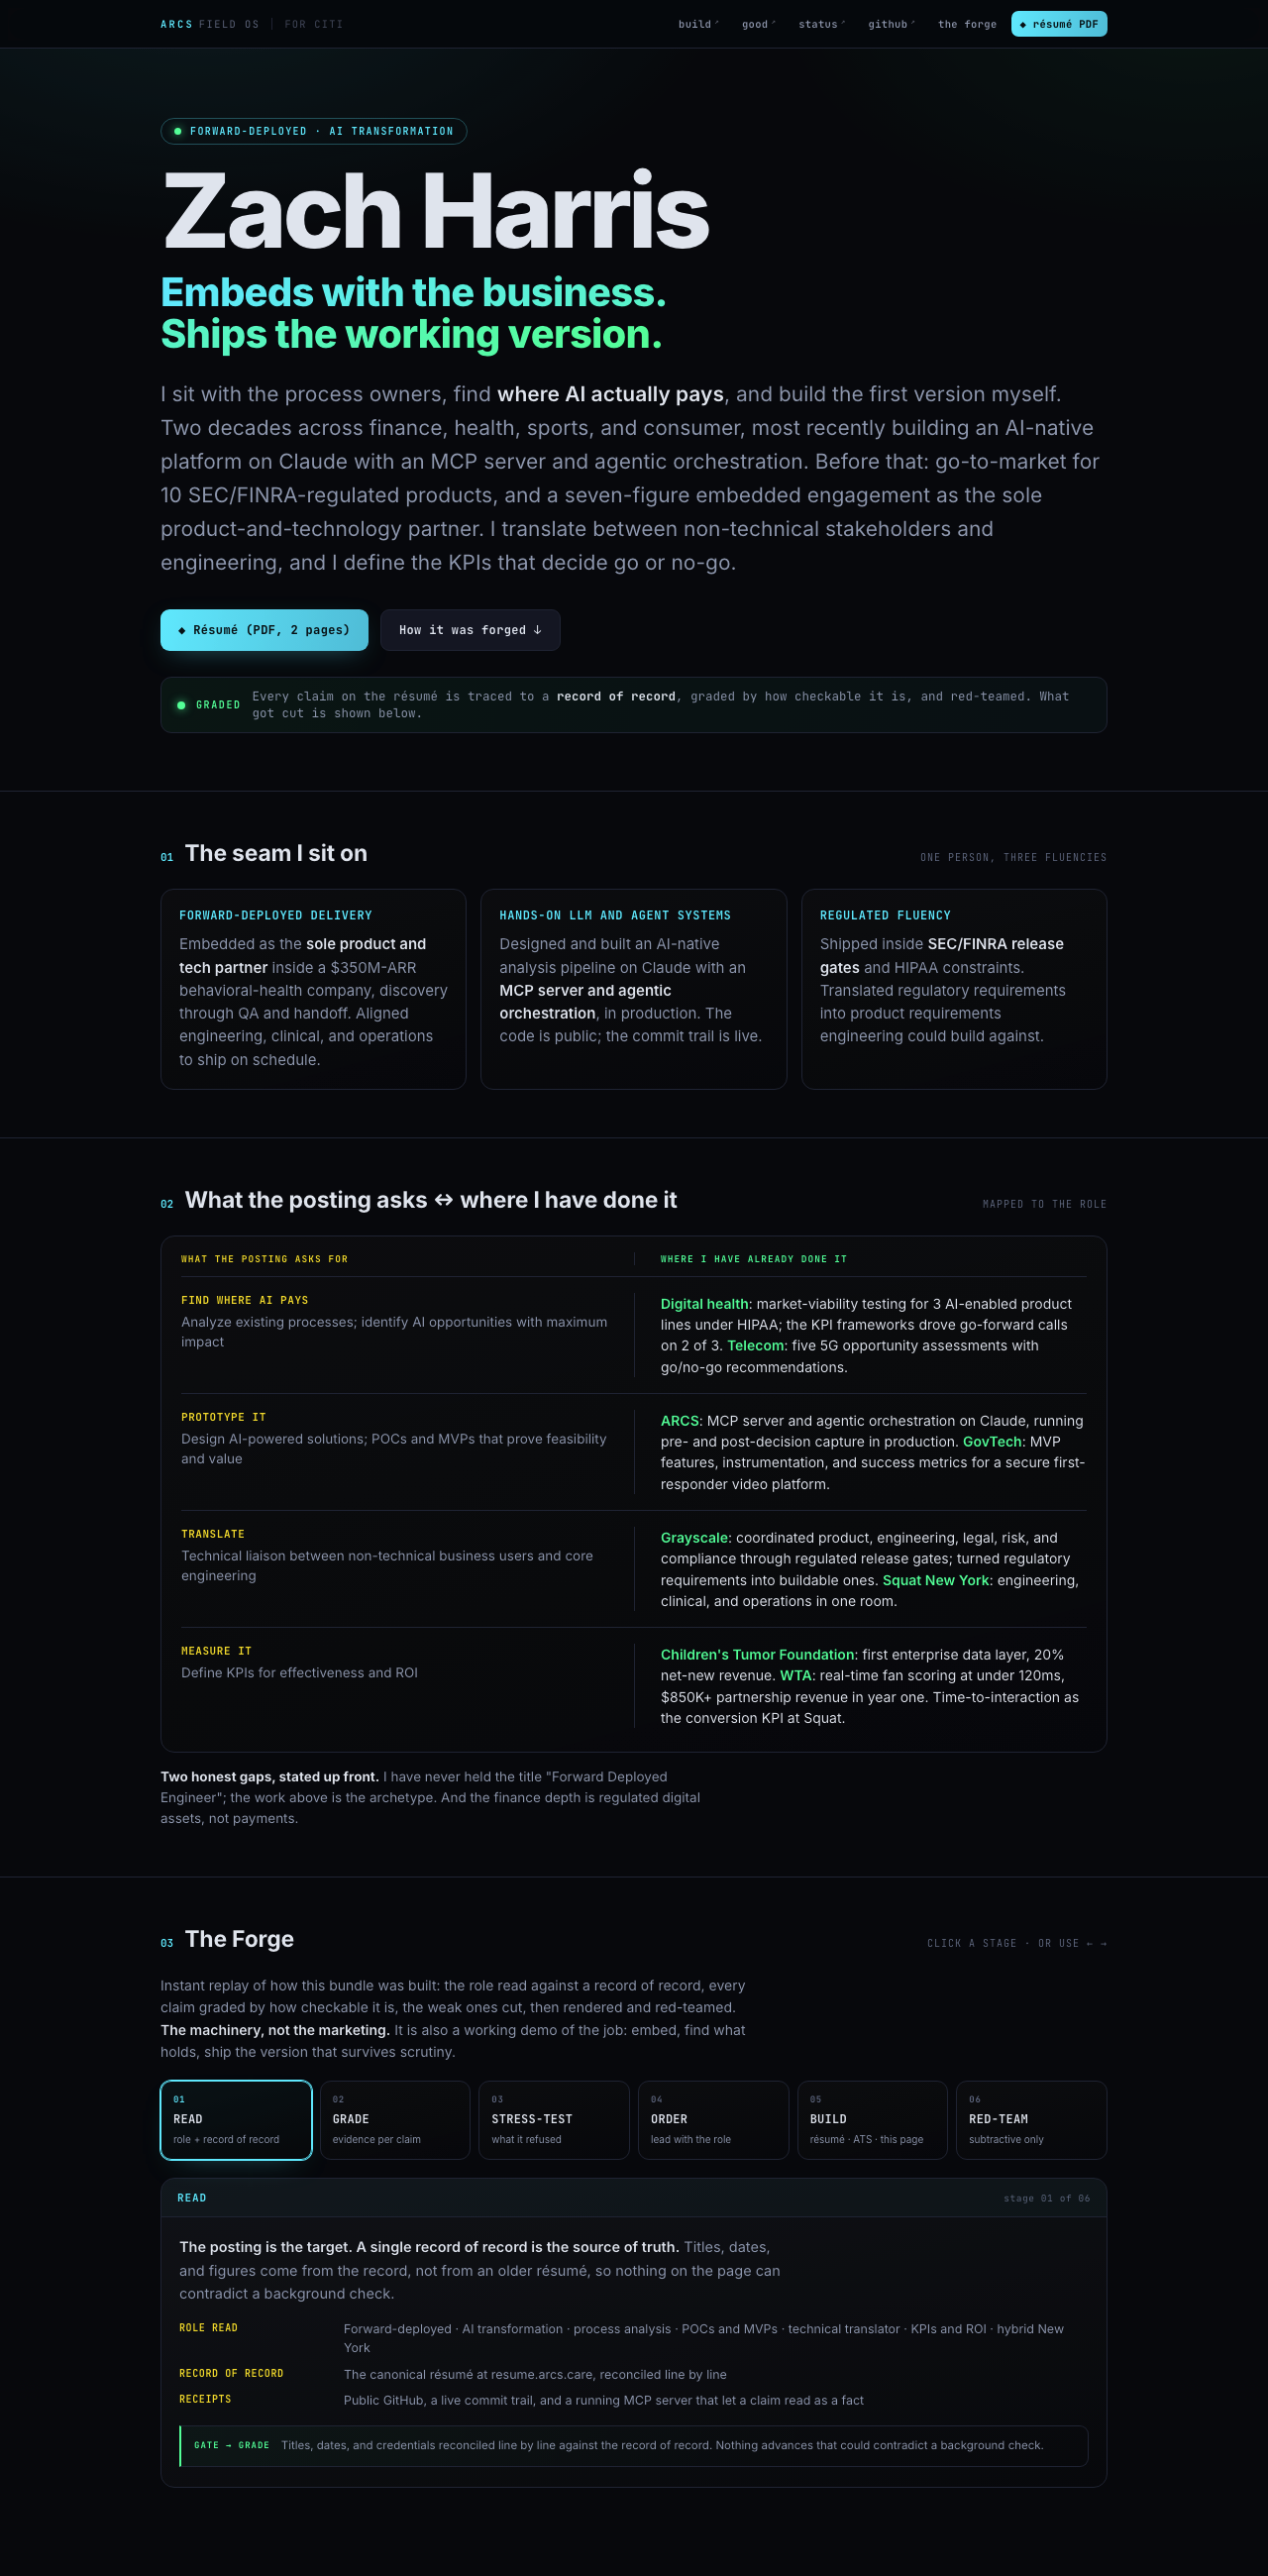 ARCS FIELD OS | FOR CITI
build↗ good↗ status↗ github↗ the forge ◆ résumé PDF
FORWARD-DEPLOYED · AI TRANSFORMATION
Zach Harris
Embeds with the business.
Ships the working version.
I sit with the process owners, find where AI actually pays, and build the first version myself.
Two decades across finance, health, sports, and consumer, most recently building an AI-native
platform on Claude with an MCP server and agentic orchestration. Before that: go-to-market for
10 SEC/FINRA-regulated products, and a seven-figure embedded engagement as the sole
product-and-technology partner. I translate between non-technical stakeholders and
engineering, and I define the KPIs that decide go or no-go.
◆ Résumé (PDF, 2 pages)
How it was forged ↓
GRADED
Every claim on the résumé is traced to a record of record, graded by how checkable it is, and red-teamed. What
got cut is shown below.
01 The seam I sit on
ONE PERSON, THREE FLUENCIES
FORWARD-DEPLOYED DELIVERY
Embedded as the sole product and
tech partner inside a $350M-ARR
behavioral-health company, discovery
through QA and handoff. Aligned
engineering, clinical, and operations
to ship on schedule.
HANDS-ON LLM AND AGENT SYSTEMS
Designed and built an AI-native
analysis pipeline on Claude with an
MCP server and agentic
orchestration, in production. The
code is public; the commit trail is live.
REGULATED FLUENCY
Shipped inside SEC/FINRA release
gates and HIPAA constraints.
Translated regulatory requirements
into product requirements
engineering could build against.
02 What the posting asks ↔ where I have done it
MAPPED TO THE ROLE
WHAT THE POSTING ASKS FOR
WHERE I HAVE ALREADY DONE IT
FIND WHERE AI PAYS
Analyze existing processes; identify AI opportunities with maximum
impact
Digital health: market-viability testing for 3 AI-enabled product
lines under HIPAA; the KPI frameworks drove go-forward calls
on 2 of 3. Telecom: five 5G opportunity assessments with
go/no-go recommendations.
PROTOTYPE IT
Design AI-powered solutions; POCs and MVPs that prove feasibility
and value
ARCS: MCP server and agentic orchestration on Claude, running
pre- and post-decision capture in production. GovTech: MVP
features, instrumentation, and success metrics for a secure first-
responder video platform.
TRANSLATE
Technical liaison between non-technical business users and core
engineering
Grayscale: coordinated product, engineering, legal, risk, and
compliance through regulated release gates; turned regulatory
requirements into buildable ones. Squat New York: engineering,
clinical, and operations in one room.
MEASURE IT
Define KPIs for effectiveness and ROI
Children's Tumor Foundation: first enterprise data layer, 20%
net-new revenue. WTA: real-time fan scoring at under 120ms,
$850K+ partnership revenue in year one. Time-to-interaction as
the conversion KPI at Squat.
Two honest gaps, stated up front. I have never held the title "Forward Deployed
Engineer"; the work above is the archetype. And the finance depth is regulated digital
assets, not payments.
03 The Forge
CLICK A STAGE · OR USE ← →
Instant replay of how this bundle was built: the role read against a record of record, every
claim graded by how checkable it is, the weak ones cut, then rendered and red-teamed.
The machinery, not the marketing. It is also a working demo of the job: embed, find what
holds, ship the version that survives scrutiny.
01
READ
role + record of record
02
GRADE
evidence per claim
03
STRESS-TEST
what it refused
04
ORDER
lead with the role
05
BUILD
résumé · ATS · this page
06
RED-TEAM
subtractive only
READ
stage 01 of 06
The posting is the target. A single record of record is the source of truth. Titles, dates,
and figures come from the record, not from an older résumé, so nothing on the page can
contradict a background check.
ROLE READ
Forward-deployed · AI transformation · process analysis · POCs and MVPs · technical translator · KPIs and ROI · hybrid New
York
RECORD OF RECORD
The canonical résumé at resume.arcs.care, reconciled line by line
RECEIPTS
Public GitHub, a live commit trail, and a running MCP server that let a claim read as a fact
GATE → GRADE Titles, dates, and credentials reconciled line by line against the record of record. Nothing advances that could contradict a background check.